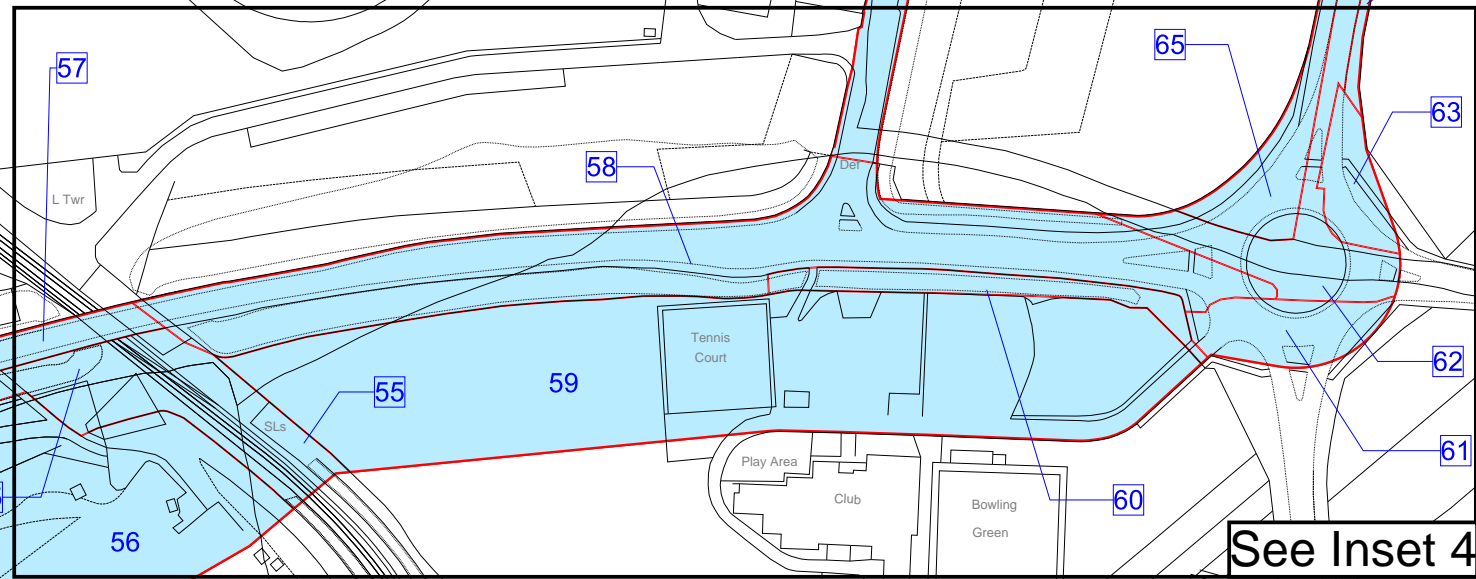 65
57
63
58
Der
L Twr
Tennis
Court
62
59
55
SLs
61
Play Area
Club
60
Bowling
Green
56
See Inset 4